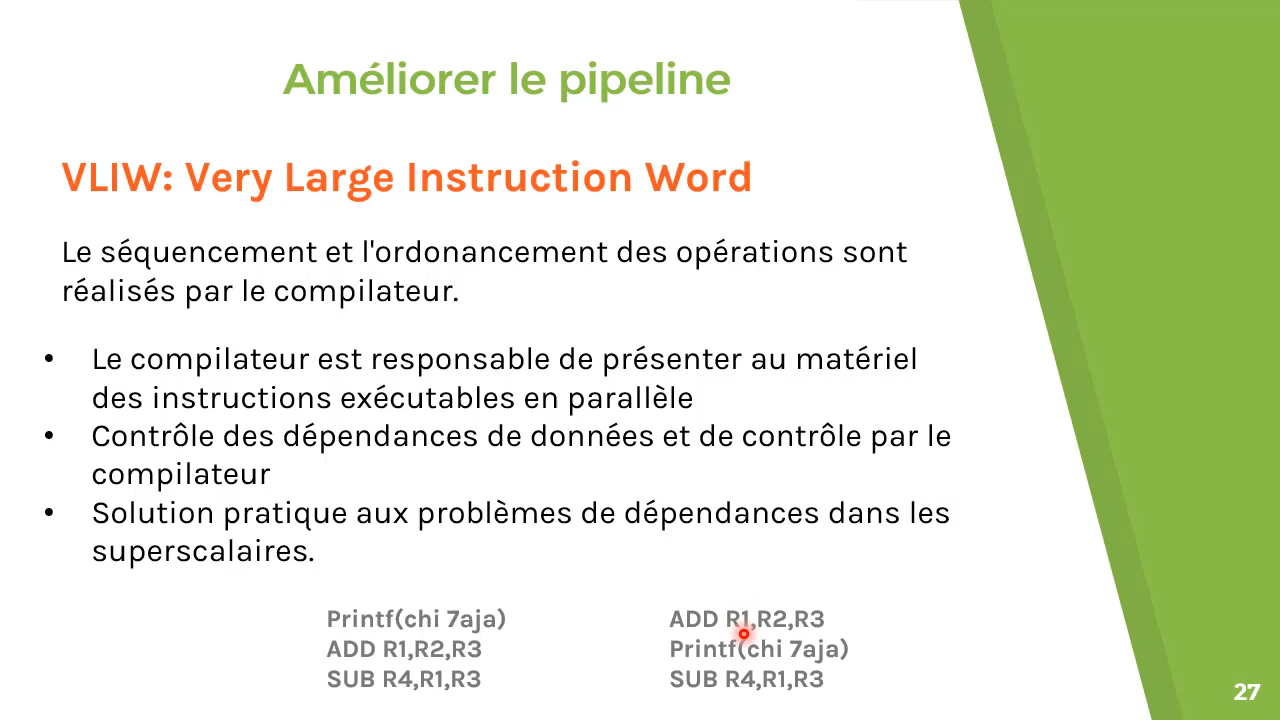 Améliorer le pipeline
VLIW: Very Large Instruction Word
Le séquencement et l'ordonancement des opérations sont
réalisés par le compilateur.
• Le compilateur est responsable de présenter au matériel
des instructions exécutables en parallèle
• Contrôle des dépendances de données et de contrôle par le
compilateur
• Solution pratique aux problèmes de dépendances dans les
superscalaires.
Printf(chi 7aja)
ADD R1,R2,R3
SUB R4,R1,R3
ADD R1,R2,R3
Printf(chi 7aja)
SUB R4,R1,R3
27